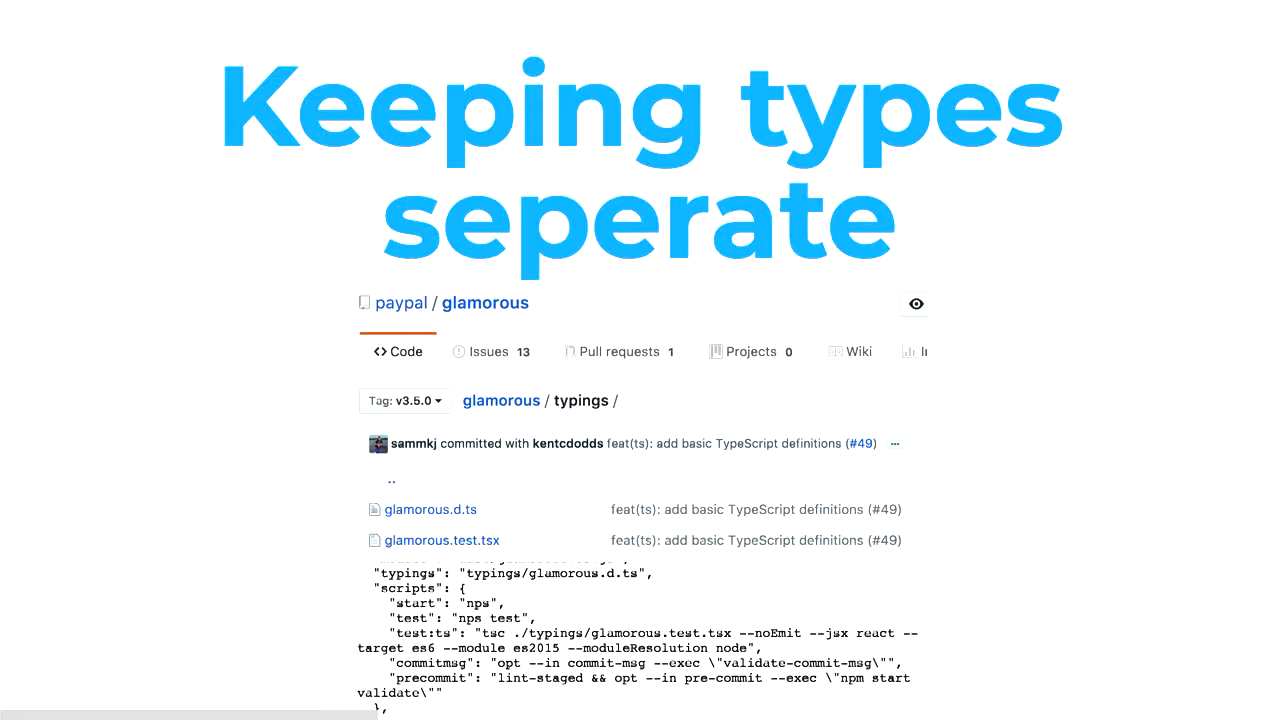 Keeping types
seperate
paypal / glamorous
Code Issues 13 Pull requests 1 Projects 0 Wiki
Tag: v3.5.0 glamorous / typings /
sammkj committed with kentcdodds feat(ts): add basic TypeScript definitions (#49) ...
..
glamorous.d.ts feat(ts): add basic TypeScript definitions (#49)
glamorous.test.tsx feat(ts): add basic TypeScript definitions (#49)
"typings": "typings/glamorous.d.ts",
"scripts": {
"start": "nps",
"test": "nps test",
"test:ts": "tsc ./typings/glamorous.test.tsx --noEmit --jsx react --
target es6 --module es2015 --moduleResolution node",
"commitmsg": "opt --in commit-msg --exec \"validate-commit-msg\"",
"precommit": "lint-staged && opt --in pre-commit --exec \"npm start
validate\""
},